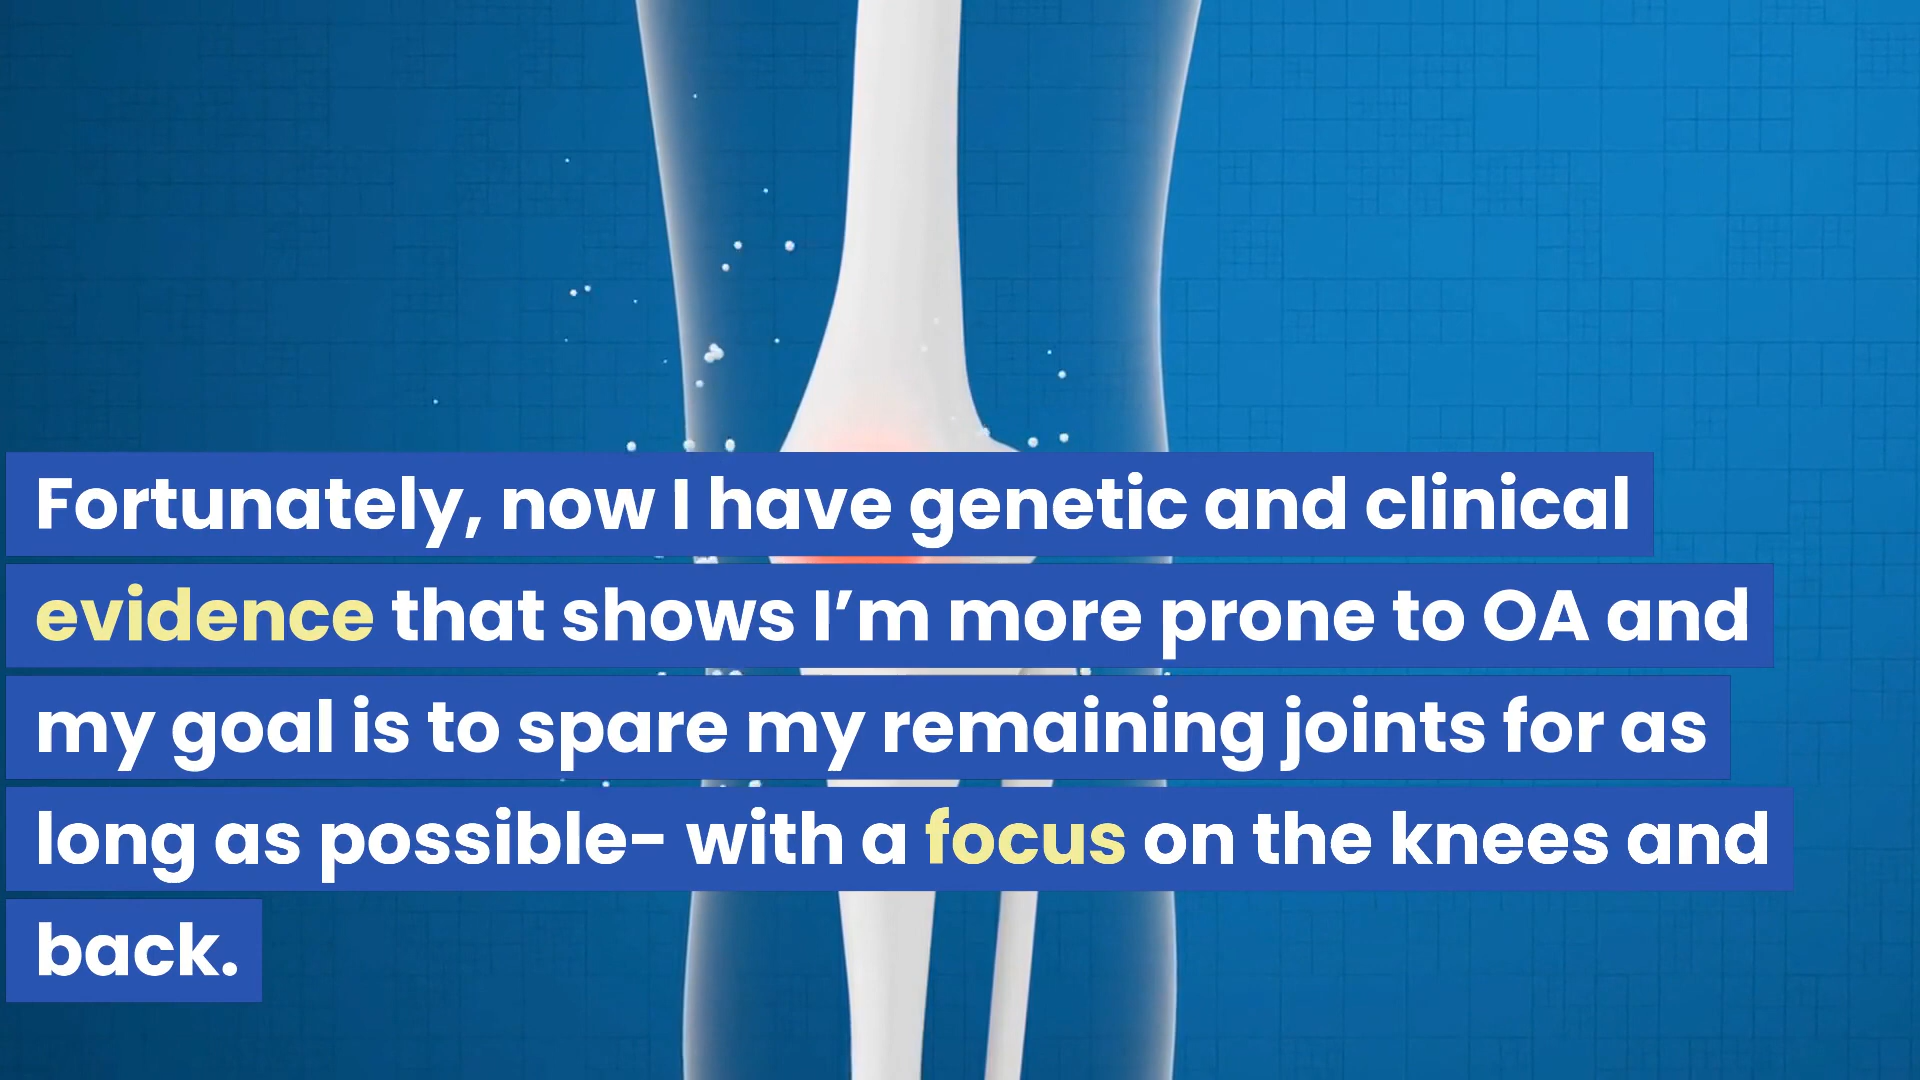 Fortunately, now I have genetic and clinical
evidence that shows I’m more prone to OA and
my goal is to spare my remaining joints for as
long as possible– with a focus on the knees and
back.